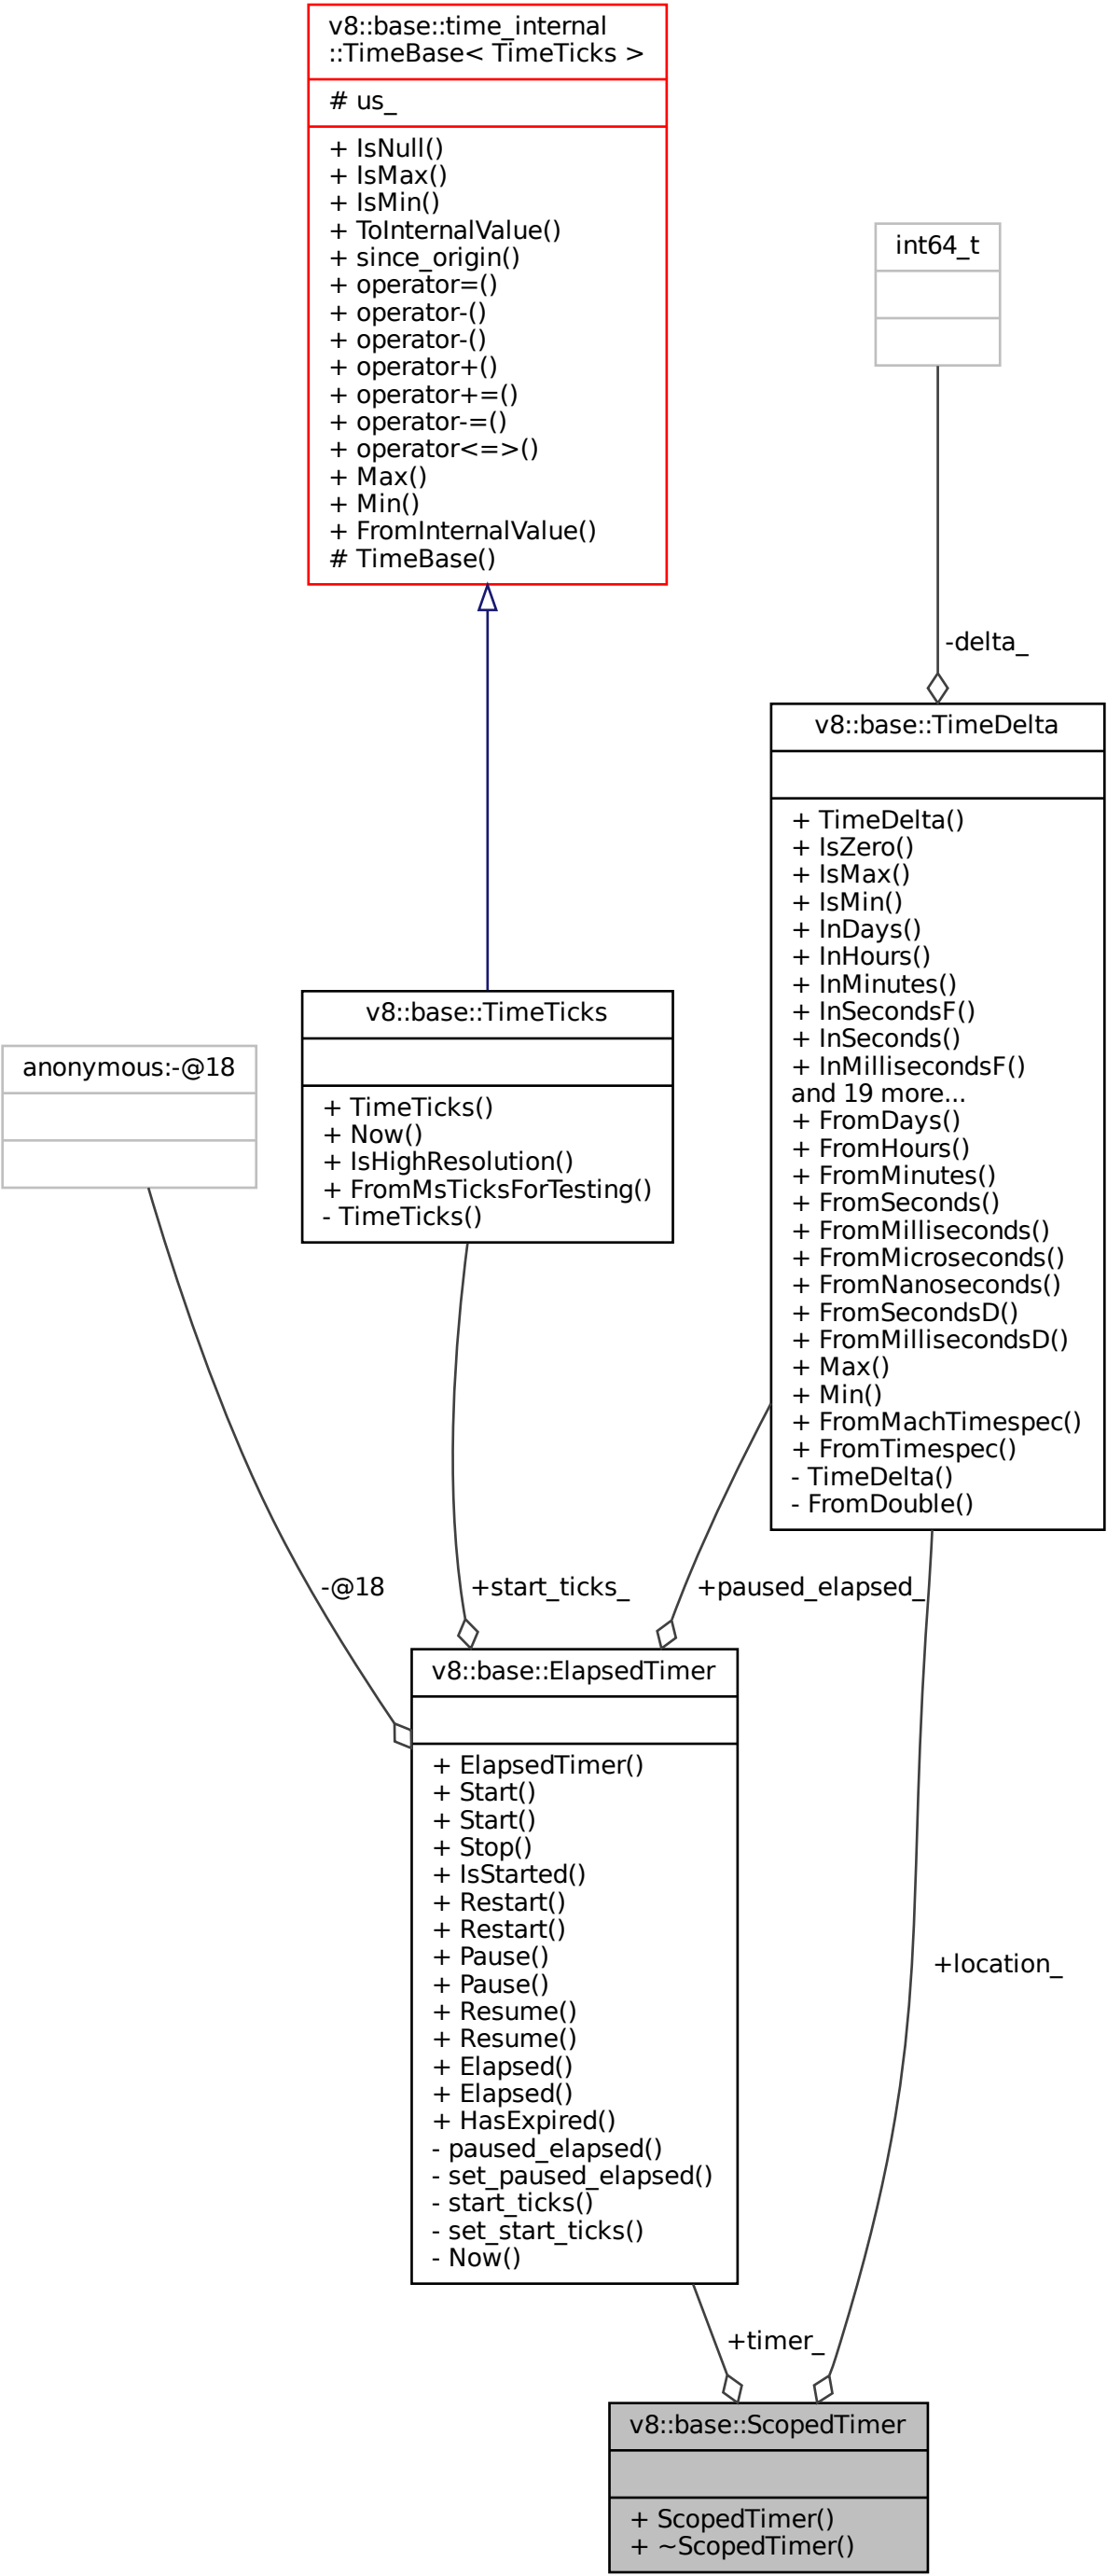 v8::base::time_internal
::TimeBase< TimeTicks >
# us_
+ IsNull()
+ IsMax()
+ IsMin()
+ ToInternalValue()
+ since_origin()
+ operator=()
+ operator-()
+ operator-()
+ operator+()
+ operator+=()
+ operator-=()
+ operator<=>()
+ Max()
+ Min()
+ FromInternalValue()
# TimeBase()
int64_t
-delta_
v8::base::TimeDelta
+ TimeDelta()
+ IsZero()
+ IsMax()
+ IsMin()
+ InDays()
+ InHours()
+ InMinutes()
+ InSecondsF()
+ InSeconds()
+ InMillisecondsF()
and 19 more...
+ FromDays()
+ FromHours()
+ FromMinutes()
+ FromSeconds()
+ FromMilliseconds()
+ FromMicroseconds()
+ FromNanoseconds()
+ FromSecondsD()
+ FromMillisecondsD()
+ Max()
+ Min()
+ FromMachTimespec()
+ FromTimespec()
- TimeDelta()
- FromDouble()
v8::base::TimeTicks
+ TimeTicks()
+ Now()
+ IsHighResolution()
+ FromMsTicksForTesting()
- TimeTicks()
anonymous:-@18
-@18
+start_ticks_
+paused_elapsed_
v8::base::ElapsedTimer
+ ElapsedTimer()
+ Start()
+ Start()
+ Stop()
+ IsStarted()
+ Restart()
+ Restart()
+ Pause()
+ Pause()
+ Resume()
+ Resume()
+ Elapsed()
+ Elapsed()
+ HasExpired()
- paused_elapsed()
- set_paused_elapsed()
- start_ticks()
- set_start_ticks()
- Now()
+location_
+timer_
v8::base::ScopedTimer
+ ScopedTimer()
+ ~ScopedTimer()